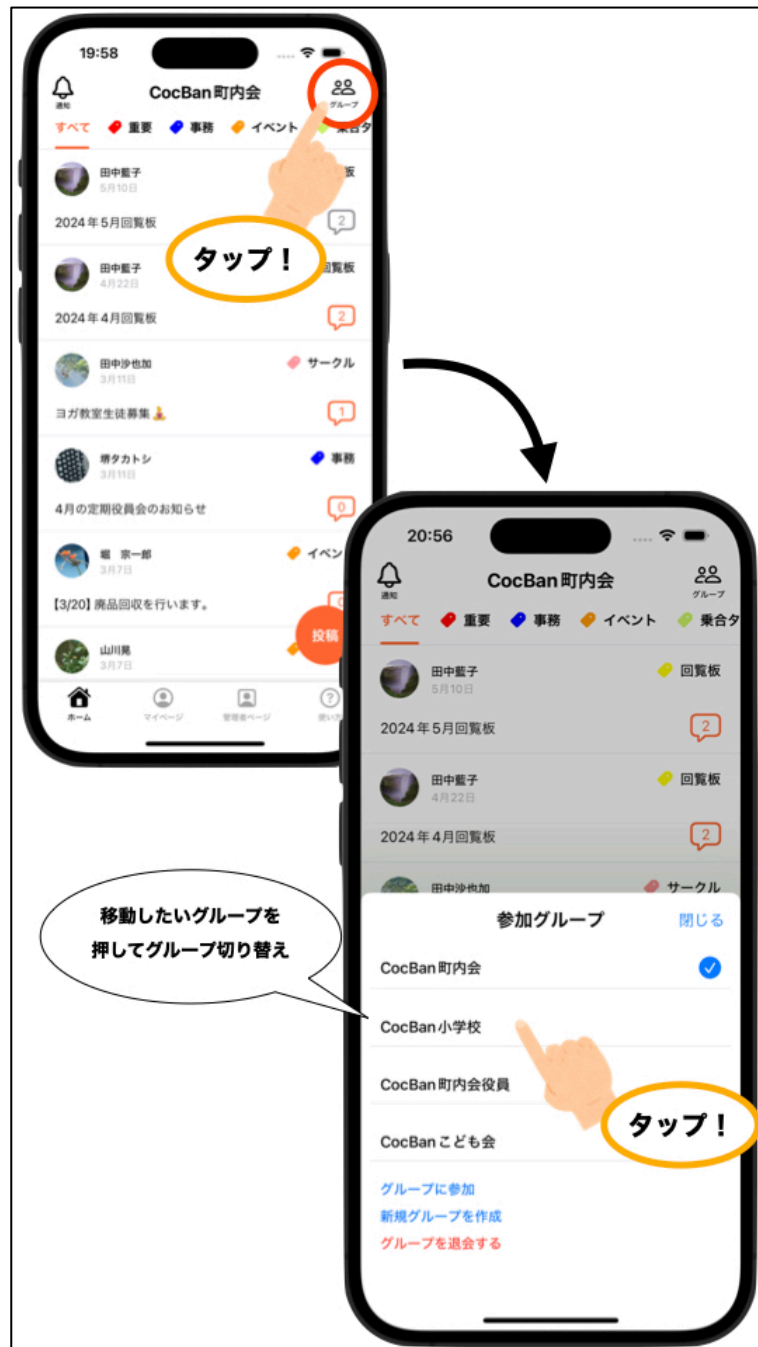 19:58
CocBan町内会
通知
グループ
すべて 重要 事務 イベント 乗合タ
田中藍子
5月10日
2024年5月回覧板
2
タップ！
田中藍子 回覧板
4月22日
2024年4月回覧板
2
田中沙也加 サークル
3月11日
ヨガ教室生徒募集
1
堺タカトシ 事務
3月11日
4月の定期役員会のお知らせ
0
堀 宗一郎 イベン
3月7日
【3/20】廃品回収を行います。
投稿
山川晃
3月7日
ホーム マイページ 管理者ページ 使い方
20:56
CocBan町内会
通知
グループ
すべて 重要 事務 イベント 乗合タ
田中藍子 回覧板
5月10日
2024年5月回覧板
2
田中藍子 回覧板
4月22日
2024年4月回覧板
2
田中沙也加 サークル
移動したいグループを
押してグループ切り替え
参加グループ 閉じる
CocBan町内会
CocBan小学校
CocBan町内会役員
タップ！
CocBanこども会
グループに参加
新規グループを作成
グループを退会する